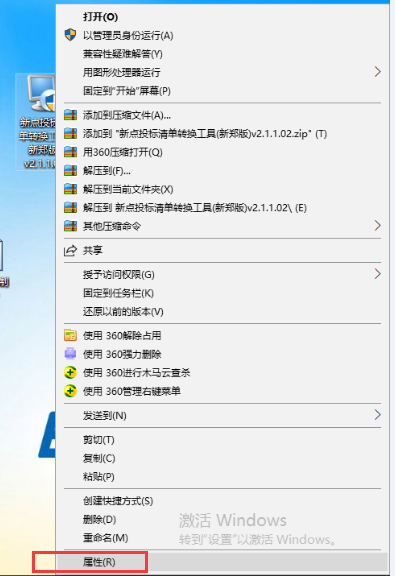 打开(O)
以管理员身份运行(A)
兼容性疑难解答(Y)
用图形处理器运行
固定到"开始"屏幕(P)
新点投标
单转换工
新郑版
v2.1.1
添加到压缩文件(A)...
添加到 "新点投标清单转换工具(新郑版)v2.1.1.02.zip" (T)
用360压缩打开(Q)
解压到(F)...
解压到当前文件夹(X)
解压到 新点投标清单转换工具(新郑版)v2.1.1.02\ (E)
其他压缩命令
共享
授予访问权限(G)
固定到任务栏(K)
还原以前的版本(V)
制
使用 360解除占用
使用 360强力删除
使用 360进行木马云查杀
使用 360管理右键菜单
发送到(N)
剪切(T)
复制(C)
粘贴(P)
创建快捷方式(S)
删除(D)
重命名(M)
激活 Windows
转到"设置"以激活 Windows。
属性(R)